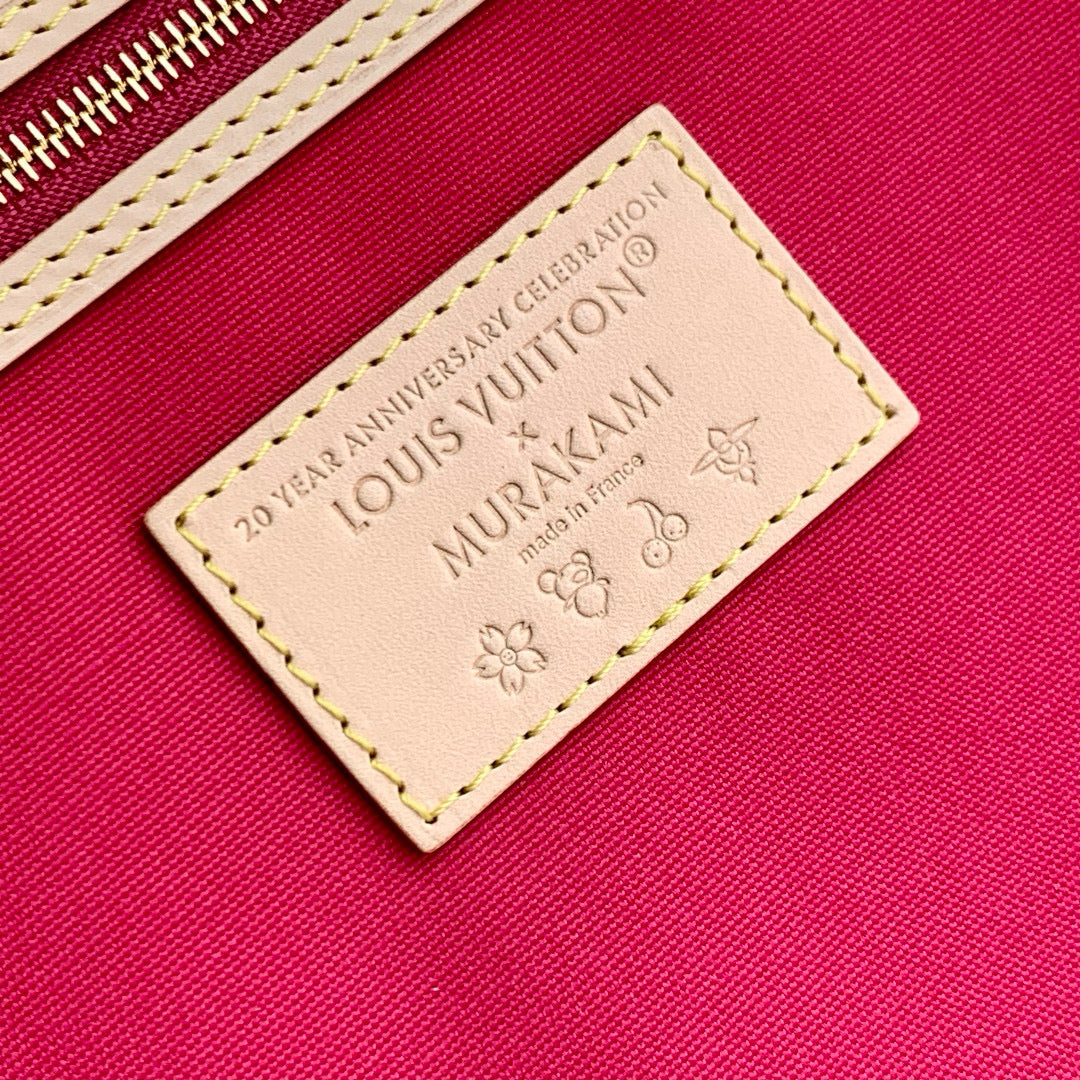 20 YEAR ANNIVERSARY CELEBRATION
LOUIS VUITTON®
x
MURAKAMI
made in France